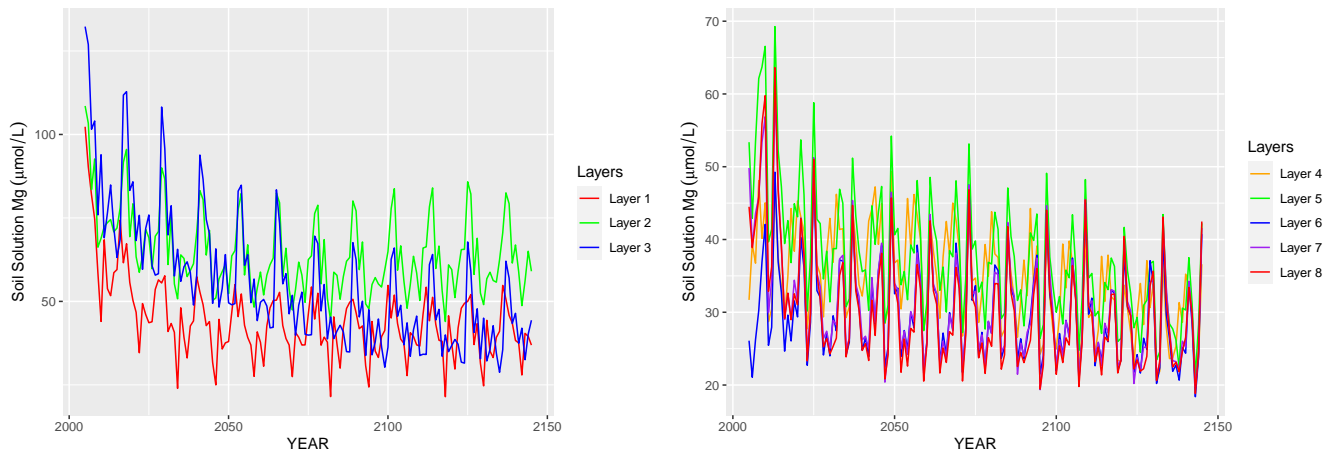 Soil Solution Mg (μmol/L)
100
50
2000
2050
2100
2150
YEAR
Layers
Layer 1
Layer 2
Layer 3
Soil Solution Mg (μmol/L)
70
60
50
40
30
20
2000
2050
2100
2150
YEAR
Layers
Layer 4
Layer 5
Layer 6
Layer 7
Layer 8